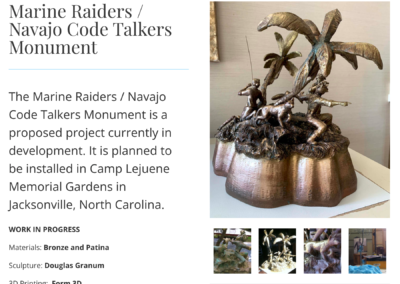 Marine Raiders /
Navajo Code Talkers
Monument
The Marine Raiders / Navajo
Code Talkers Monument is a
proposed project currently in
development. It is planned to
be installed in Camp Lejuene
Memorial Gardens in
Jacksonville, North Carolina.
WORK IN PROGRESS
Materials: Bronze and Patina
Sculpture: Douglas Granum
3D Printing: Form 3D